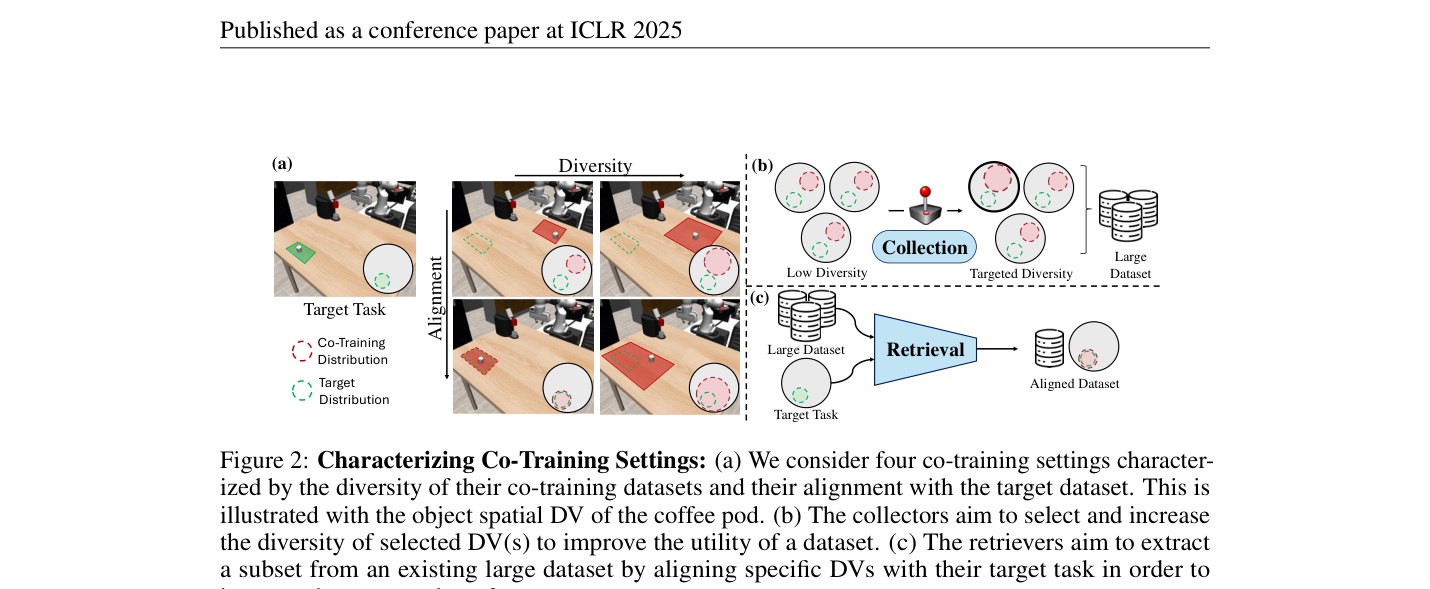 Published as a conference paper at ICLR 2025
(a)
Diversity
Alignment
Target Task
Co-Training
Distribution
Target
Distribution
(b)
Collection
Low Diversity
Targeted Diversity
Large
Dataset
(c)
Large Dataset
Retrieval
Target Task
Aligned Dataset
Figure 2: Characterizing Co-Training Settings: (a) We consider four co-training settings character-
ized by the diversity of their co-training datasets and their alignment with the target dataset. This is
illustrated with the object spatial DV of the coffee pod. (b) The collectors aim to select and increase
the diversity of selected DV(s) to improve the utility of a dataset. (c) The retrievers aim to extract
a subset from an existing large dataset by aligning specific DVs with their target task in order to